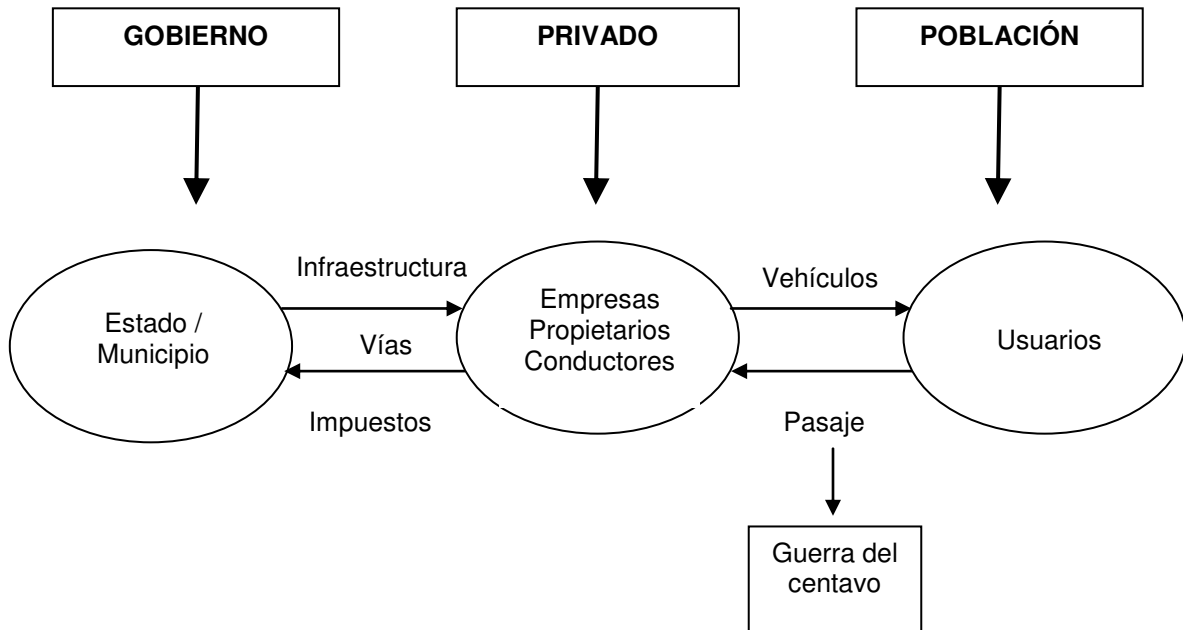 GOBIERNO
PRIVADO
POBLACIÓN
Infraestructura
Vehículos
Estado /
Municipio
Vías
Empresas
Propietarios
Conductores
Usuarios
Impuestos
Pasaje
Guerra del
centavo